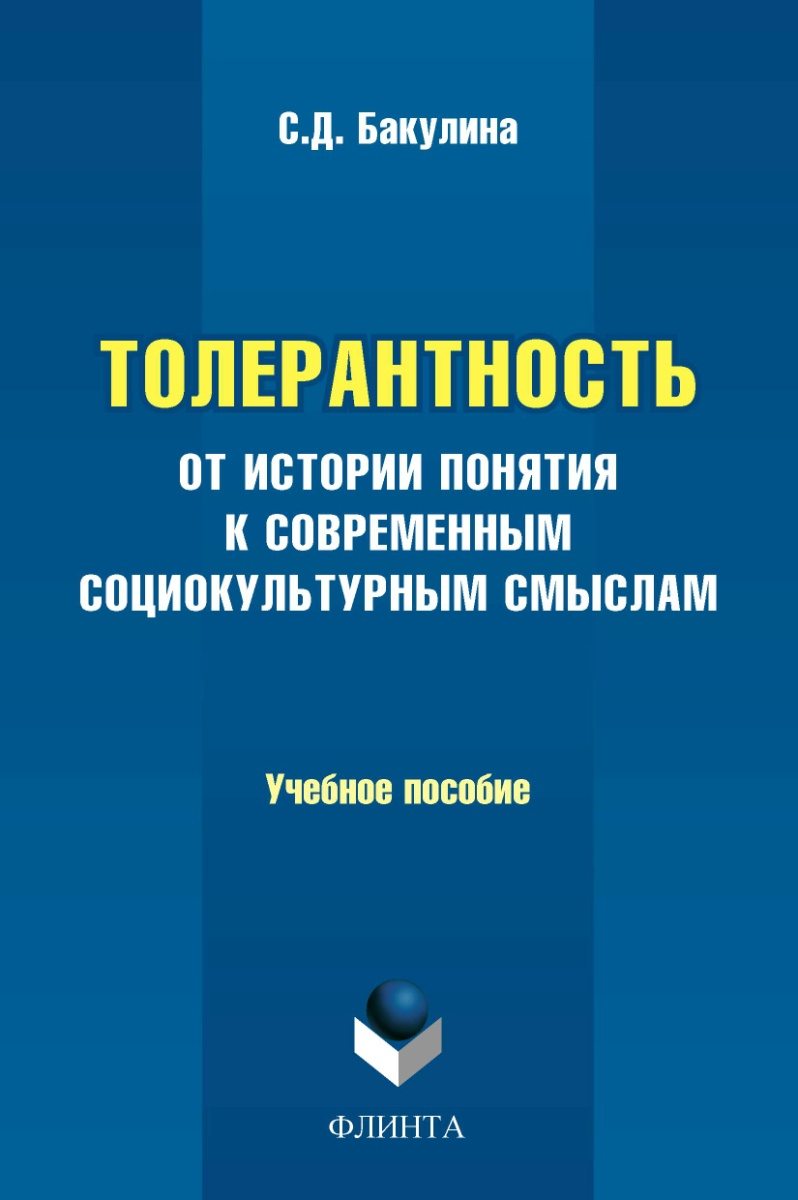 С.Д. Бакулина
ТОЛЕРАНТНОСТЬ
ОТ ИСТОРИИ ПОНЯТИЯ
К СОВРЕМЕННЫМ
СОЦИОКУЛЬТУРНЫМ СМЫСЛАМ
Учебное пособие
ФЛИНТА